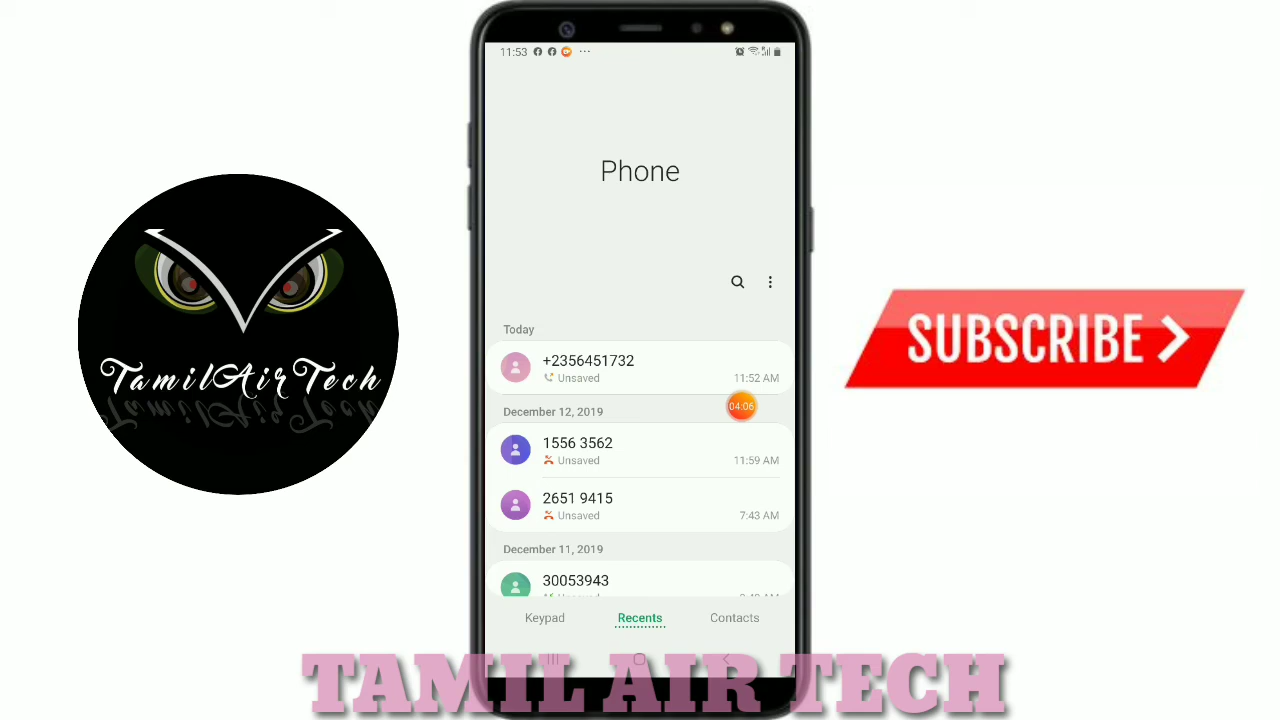 11:53
Phone
Today
+2356451732
Unsaved
11:52 AM
04:06
December 12, 2019
1556 3562
Unsaved
11:59 AM
2651 9415
Unsaved
7:43 AM
December 11, 2019
30053943
Unsaved
Keypad
Recents
Contacts
TamilAirTech
SUBSCRIBE
TAMIL AIR TECH